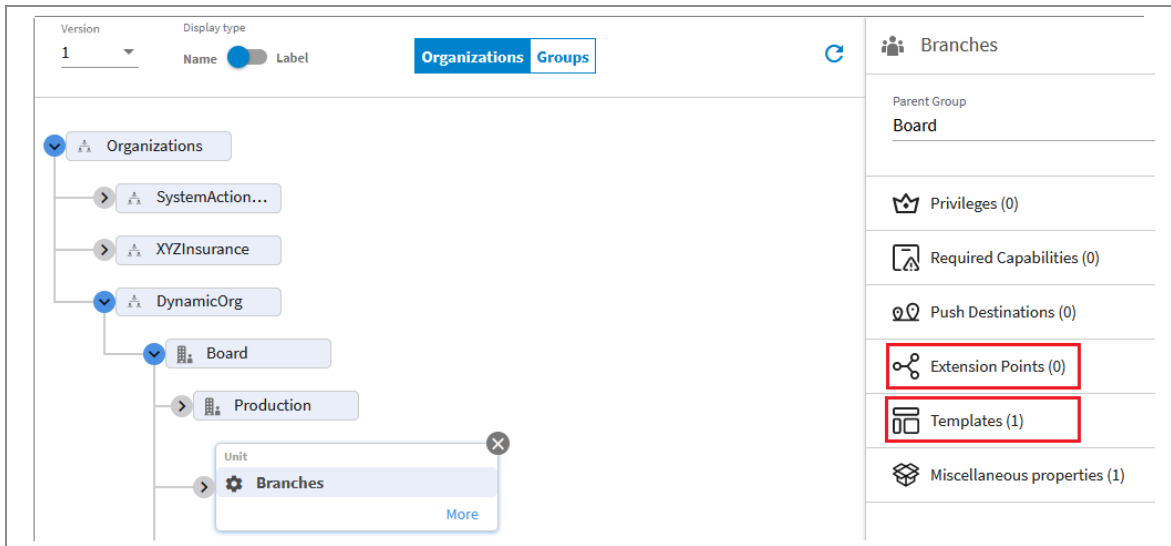 Version
Display type
1
Name
Label
Organizations
Groups
Organizations
SystemAction...
XYZInsurance
DynamicOrg
Board
Production
Unit
Branches
More
Branches
Parent Group
Board
Privileges (0)
Required Capabilities (0)
Push Destinations (0)
Extension Points (0)
Templates (1)
Miscellaneous properties (1)